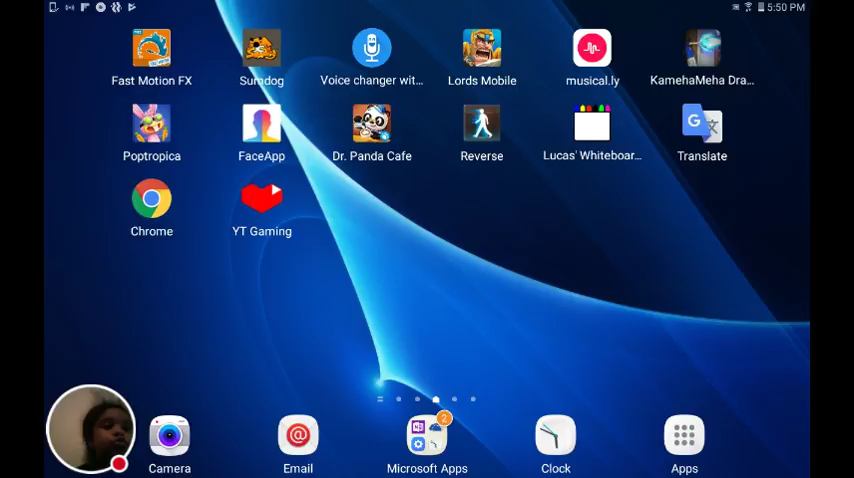 5:50 PM
Fast Motion FX Sumdog Voice changer wit... Lords Mobile musical.ly KamehaMeha Dra...
Poptropica FaceApp Dr. Panda Cafe Reverse Lucas' Whiteboar... Translate
Chrome YT Gaming
2
Camera Email Microsoft Apps Clock Apps